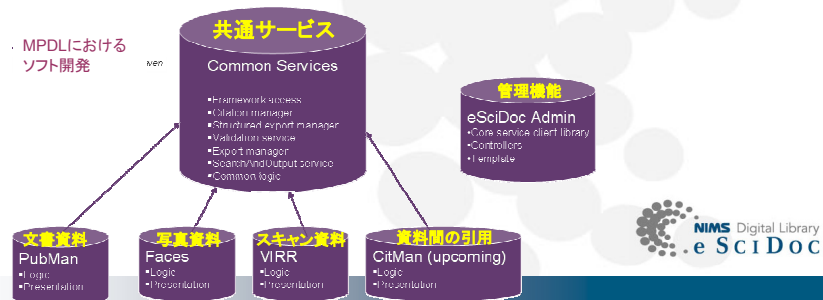 ・MPDLにおける
ソフト開発
共通サービス
Common Services
▪Framework access
▪Citation manager
▪Structured export manager
▪Validation service
▪Export manager
▪SearchAndOutput service
▪Common logic
管理機能
eSciDoc Admin
▪Core service client library
▪Controllers
▪Template
文書資料
PubMan
▪Logic
▪Presentation
写真資料
Faces
▪Logic
▪Presentation
スキャン資料
VIRR
▪Logic
▪Presentation
資料間の引用
CitMan (upcoming)
▪Logic
▪Presentation
NIMS Digital Library
eSciDoc